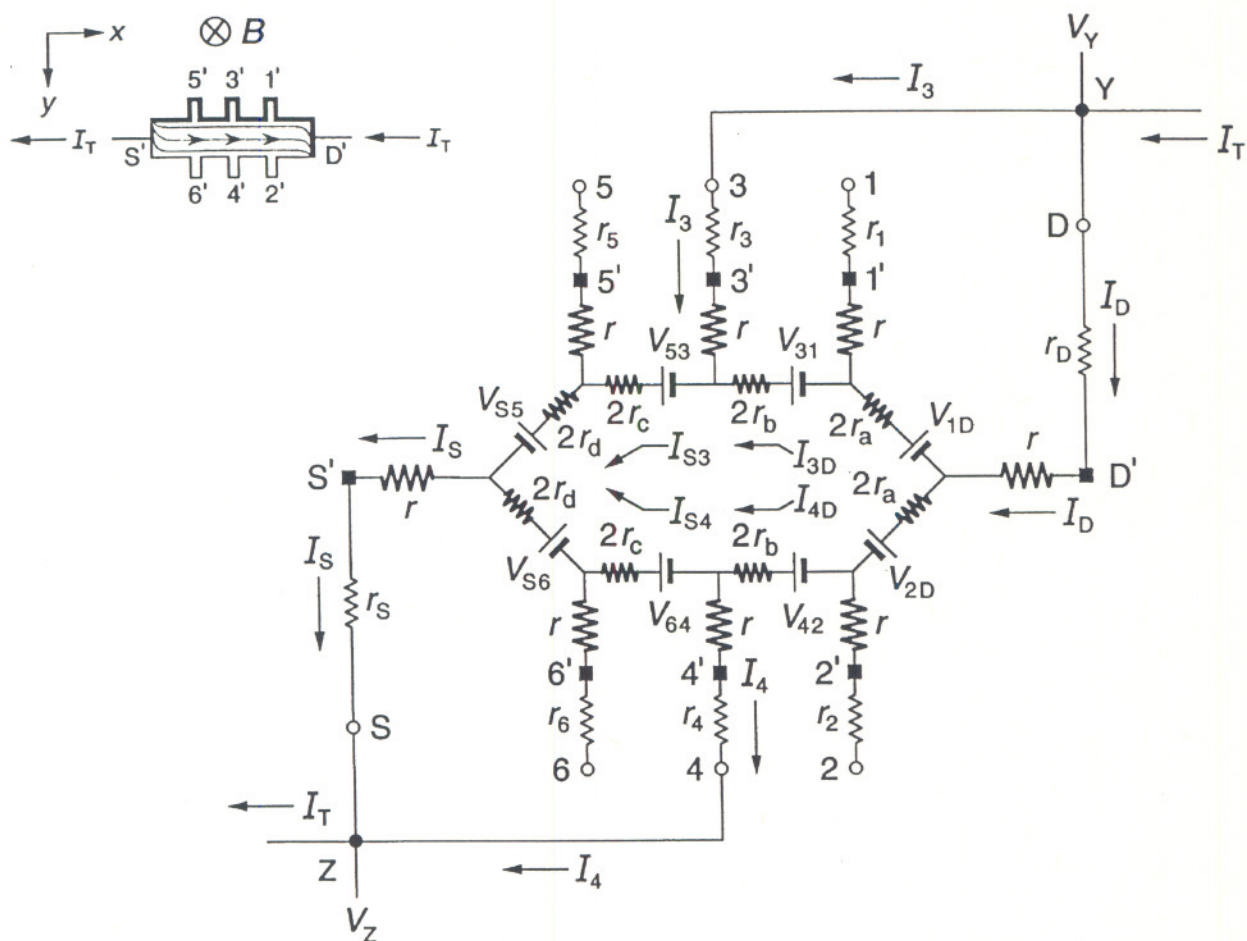 x
B
y
5' 3' 1'
I_T S' D' I_T
6' 4' 2'
V_Y
I_3 Y
I_T
5 3 1
I_3
r_5 r_3 r_1 D
5' 3' 1'
I_D
r V_53 r V_31 r r_D
V_S5 2r_c 2r_b 2r_a V_1D
I_S 2r_d I_S3 I_3D r
S' D'
r 2r_d I_S4 I_4D 2r_a I_D
I_S 2r_c 2r_b
r_S V_S6 V_2D
r V_64 r V_42 r
6' 4' I_4 2'
S r_6 r_4 r_2
6 4 2
I_T
Z I_4
V_Z